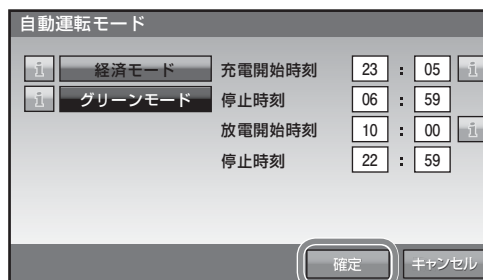 自動運転モード
i 経済モード 充電開始時刻 23 : 05 i
i グリーンモード 停止時刻 06 : 59
放電開始時刻 10 : 00 i
停止時刻 22 : 59
確定 キャンセル